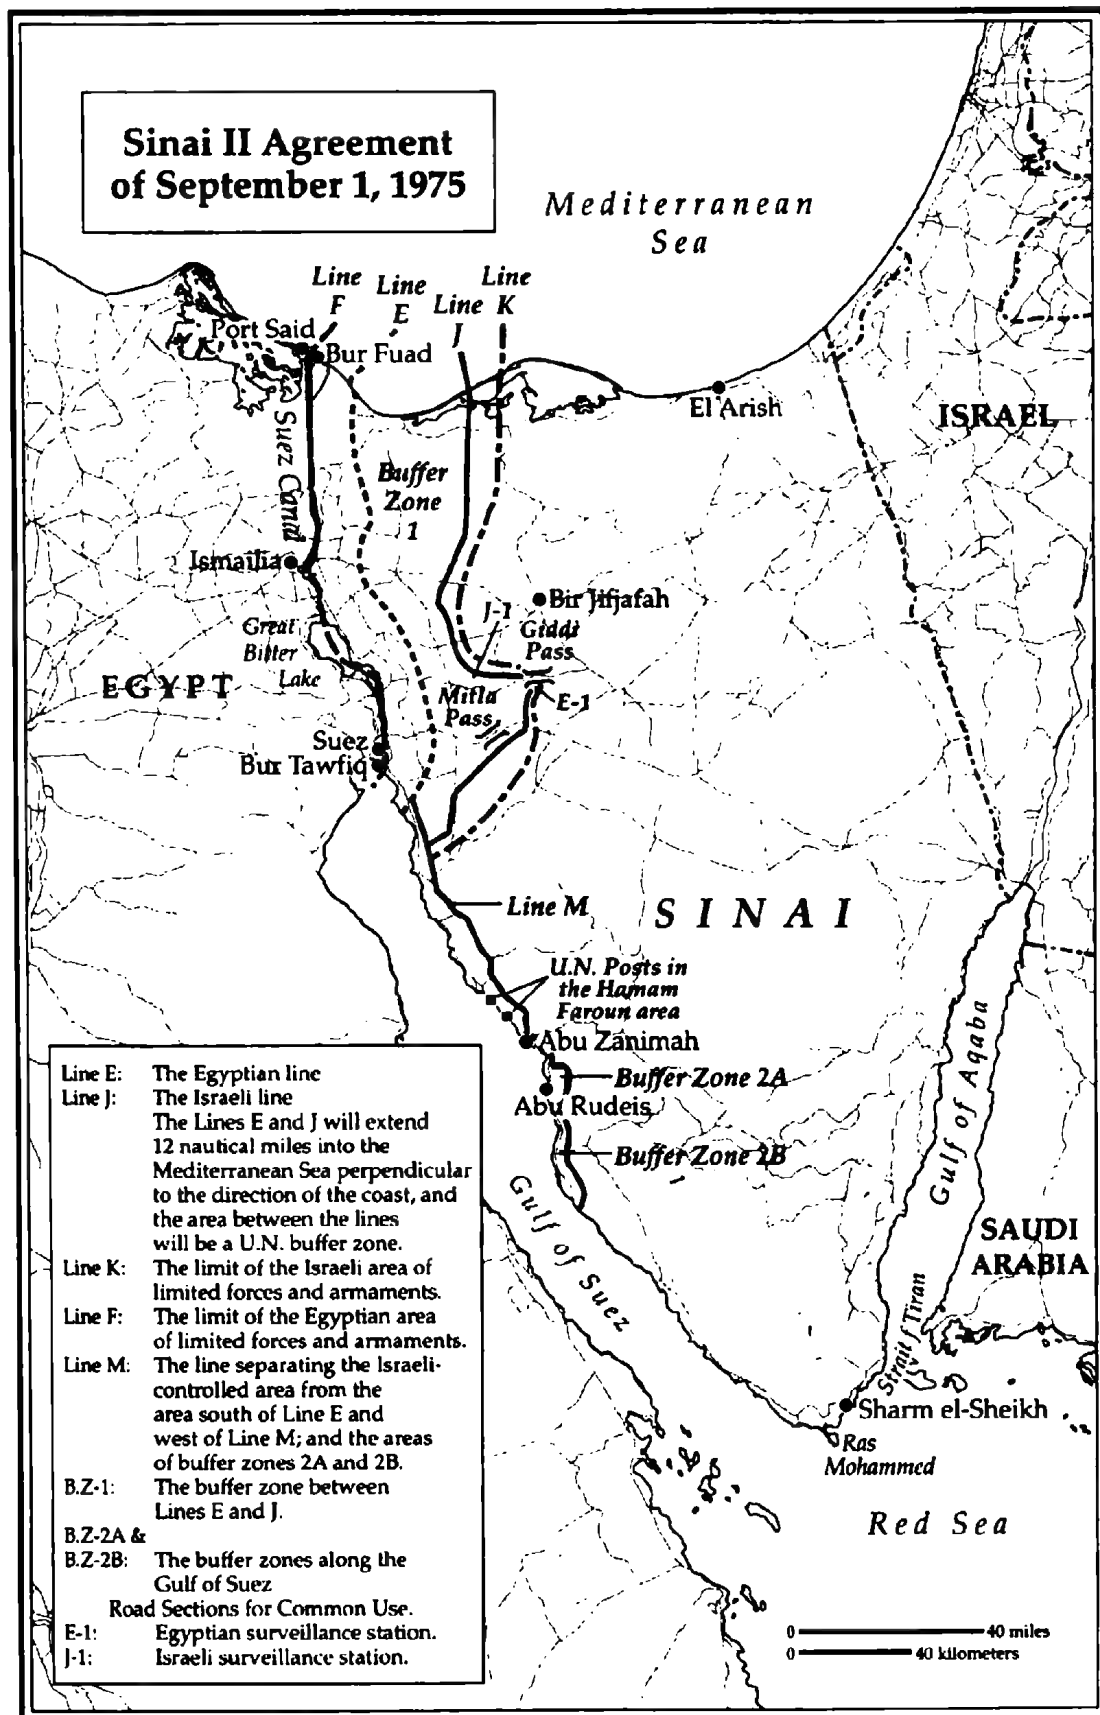 Sinai II Agreement
of September 1, 1975
Mediterranean
Sea
Line
F
Line
E
Line
J
Line
K
Port Said
Bur Fuad
El Arish
ISRAEL
Suez Canal
Buffer
Zone
1
Ismailia
Bir Jifjafah
J-1
Giddi
Pass
Great
Bitter
Lake
EGYPT
Mitla
Pass
E-1
Suez
Bur Tawfiq
Line M
SINAI
U.N. Posts in
the Hamam
Faroun area
Abu Zanimah
Buffer Zone 2A
Abu Rudeis
Buffer Zone 2B
Gulf of Suez
Gulf of Aqaba
SAUDI
ARABIA
Strait f Tiran
Sharm el-Sheikh
Ras
Mohammed
Red Sea
Line E: The Egyptian line
Line J: The Israeli line
The Lines E and J will extend
12 nautical miles into the
Mediterranean Sea perpendicular
to the direction of the coast, and
the area between the lines
will be a U.N. buffer zone.
Line K: The limit of the Israeli area of
limited forces and armaments.
Line F: The limit of the Egyptian area
of limited forces and armaments.
Line M: The line separating the Israeli-
controlled area from the
area south of Line E and
west of Line M; and the areas
of buffer zones 2A and 2B.
B.Z-1: The buffer zone between
Lines E and J.
B.Z-2A &
B.Z-2B: The buffer zones along the
Gulf of Suez
Road Sections for Common Use.
E-1: Egyptian surveillance station.
J-1: Israeli surveillance station.
0 40 miles
0 40 kilometers